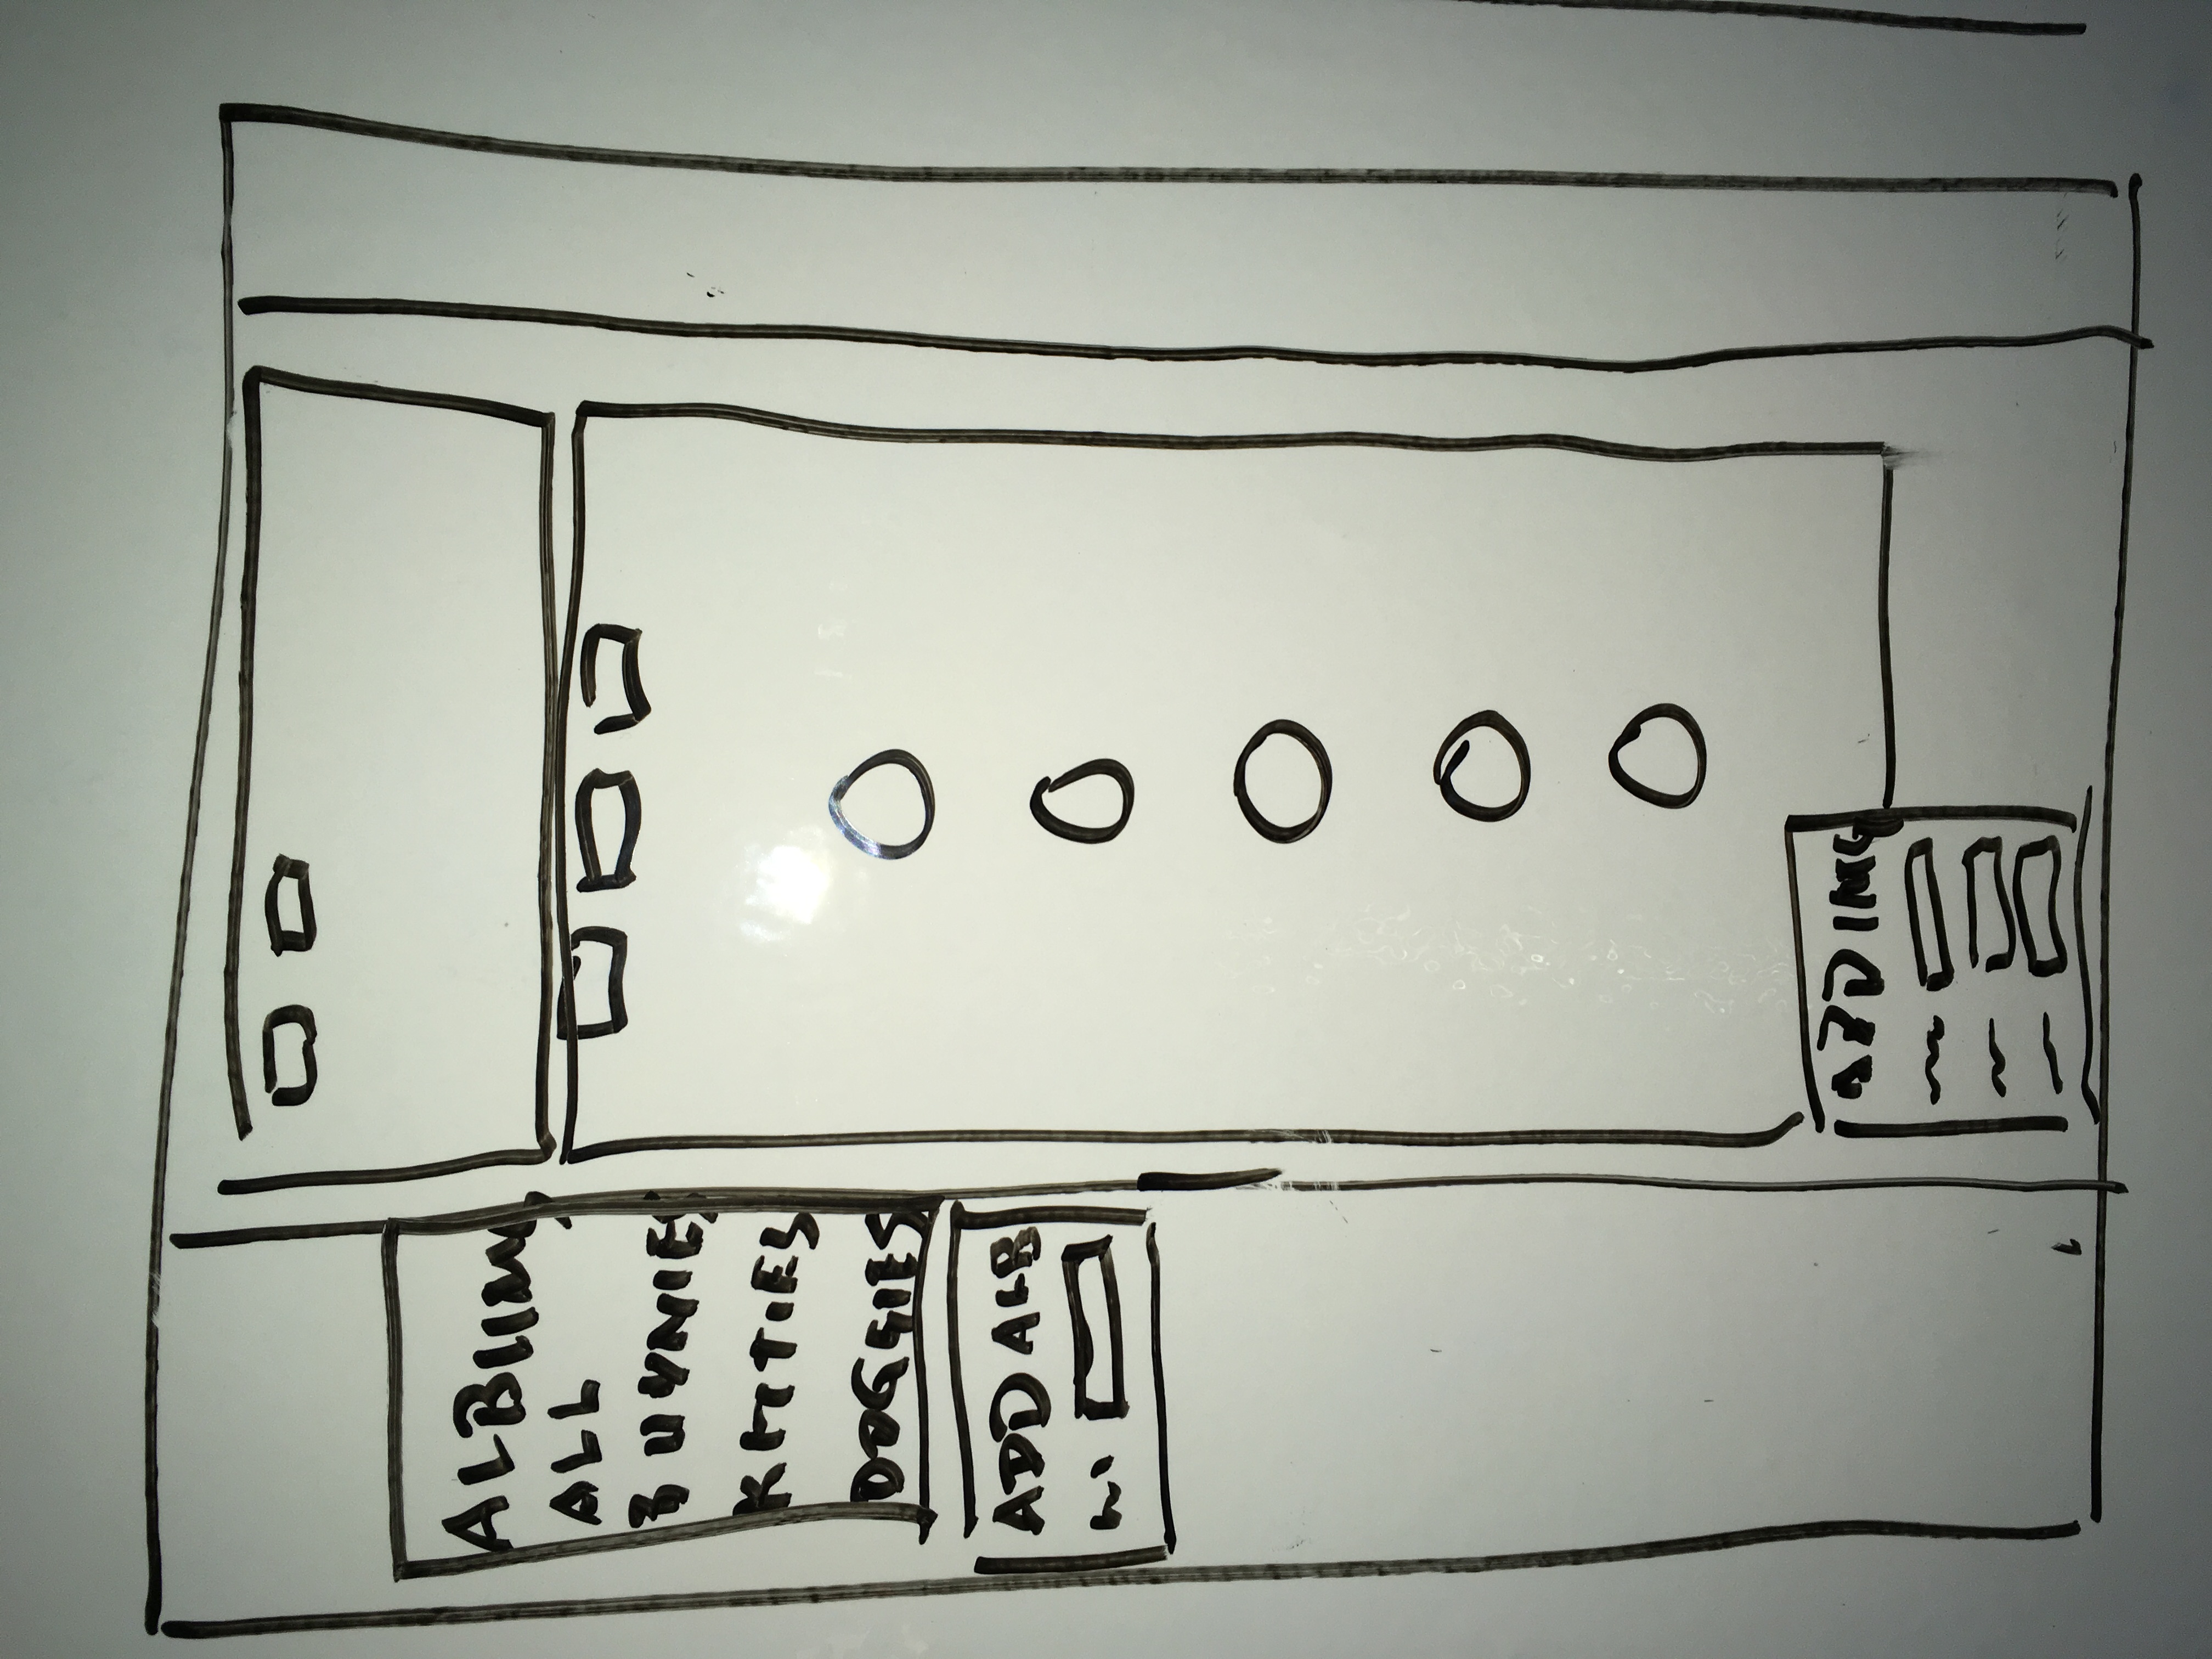 ALBUMS
ALL
BUNNIES
KITTIES
DOGGIES
ADD ALB
ADD IMG